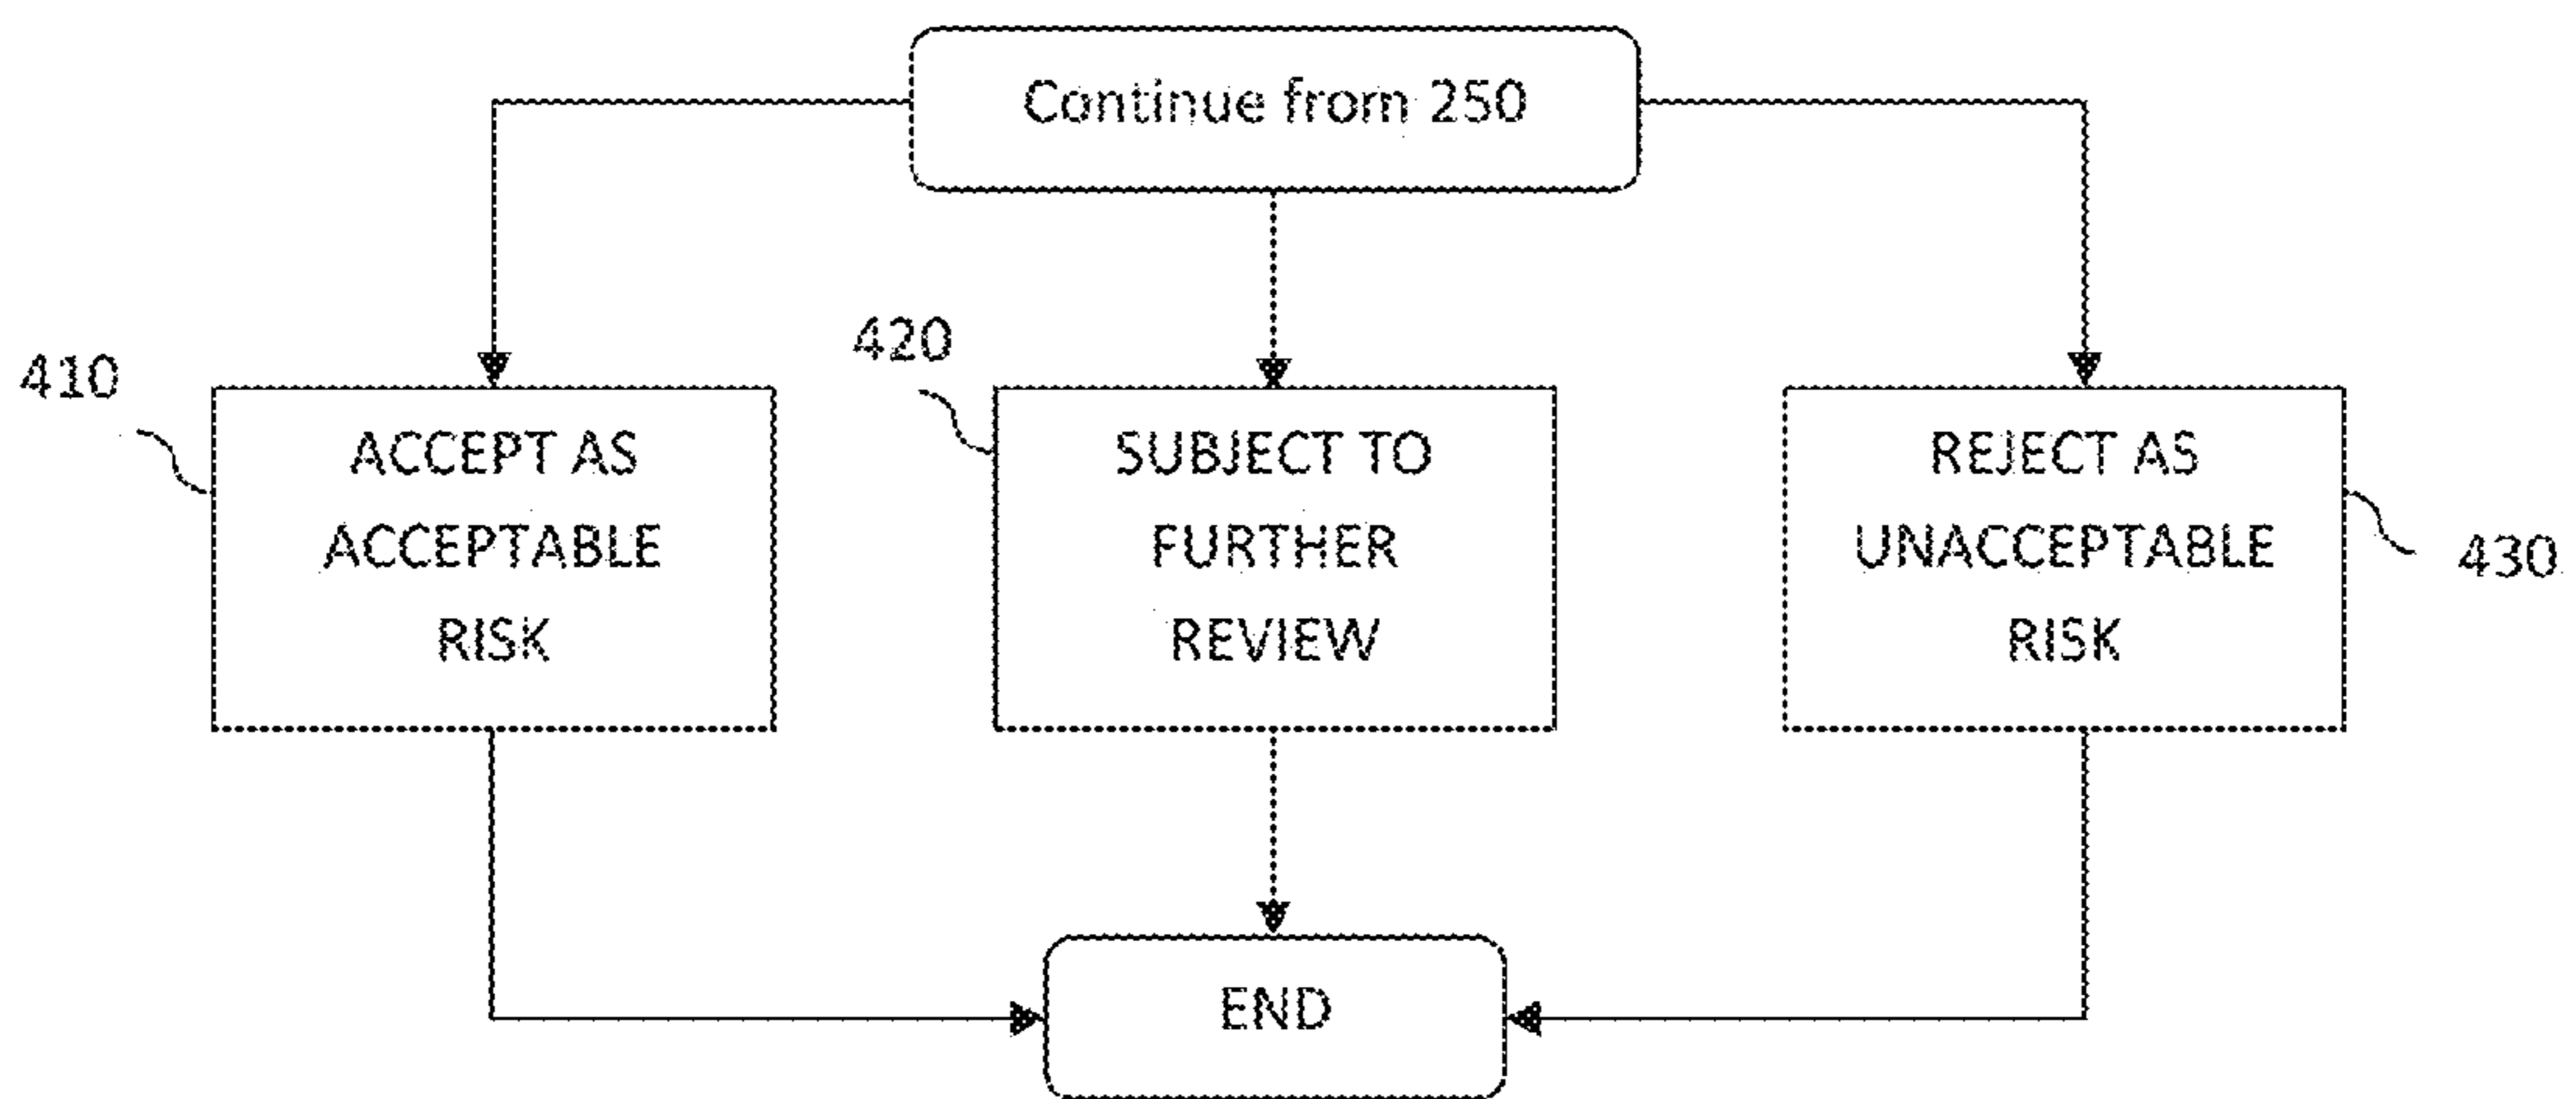 Continue from 250
410
ACCEPT AS
ACCEPTABLE
RISK
420
SUBJECT TO
FURTHER
REVIEW
REJECT AS
UNACCEPTABLE
RISK
430
END